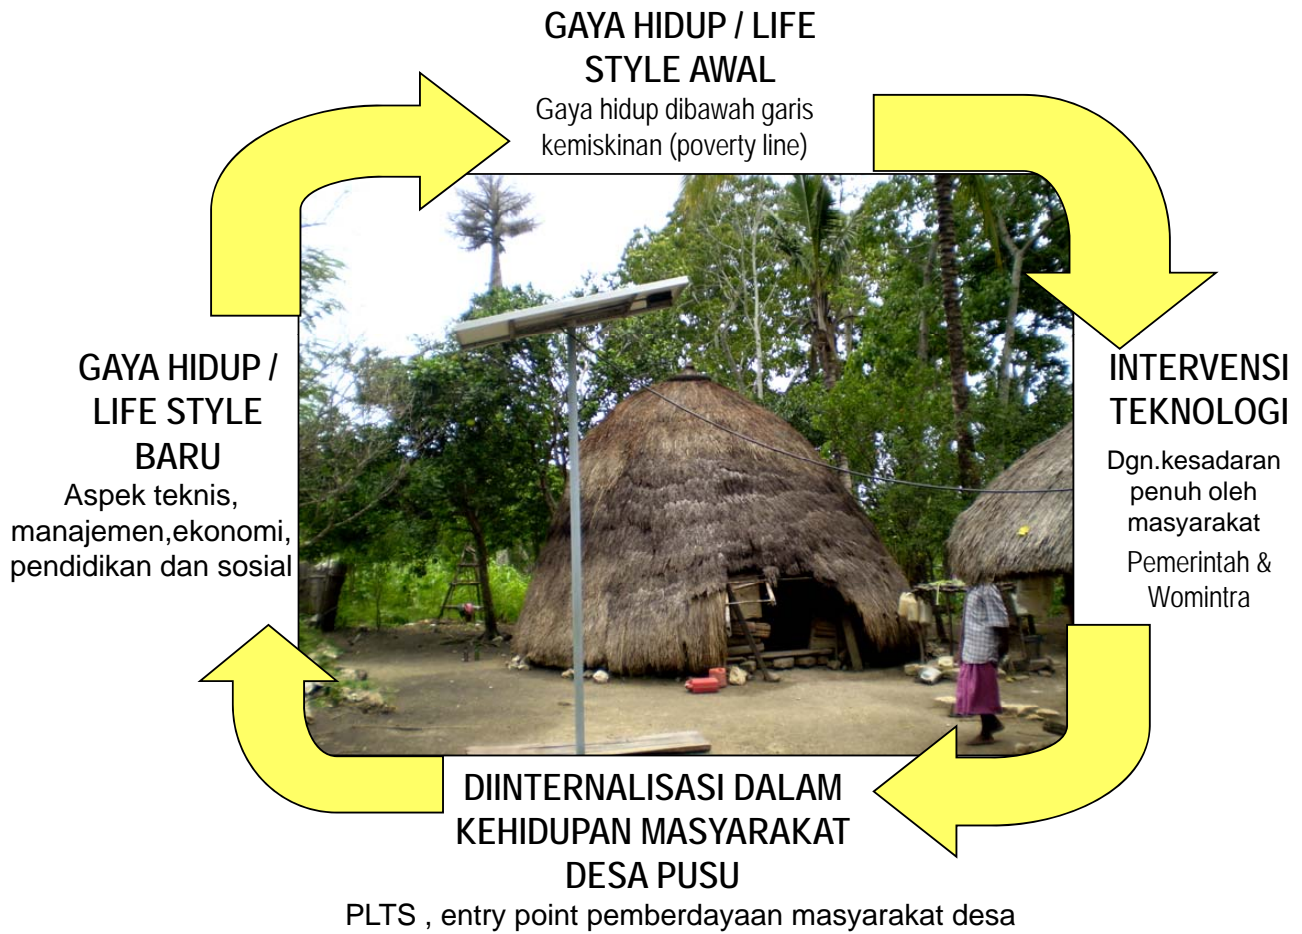 GAYA HIDUP / LIFE
STYLE AWAL
Gaya hidup dibawah garis
kemiskinan (poverty line)
INTERVENSI
TEKNOLOGI
Dgn.kesadaran
penuh oleh
masyarakat
Pemerintah &
Womintra
DIINTERNALISASI DALAM
KEHIDUPAN MASYARAKAT
DESA PUSU
PLTS , entry point pemberdayaan masyarakat desa
GAYA HIDUP /
LIFE STYLE
BARU
Aspek teknis,
manajemen,ekonomi,
pendidikan dan sosial